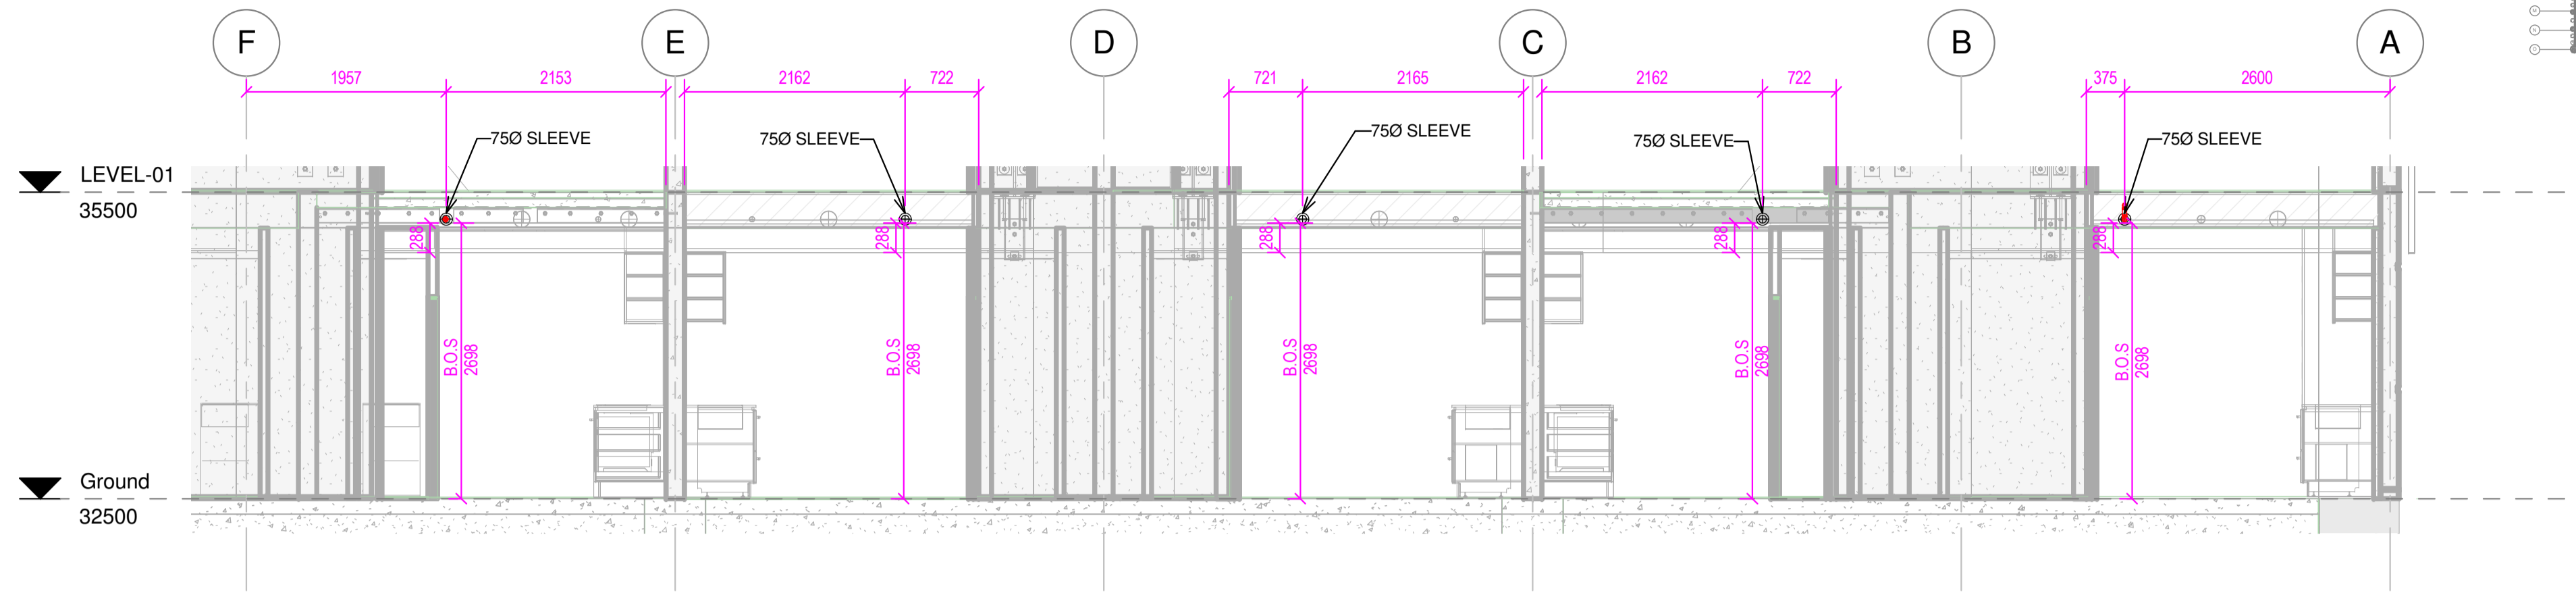 F
E
D
C
B
A
1957
2153
2162
722
721
2165
2162
722
375
2600
75Ø SLEEVE
75Ø SLEEVE
75Ø SLEEVE
75Ø SLEEVE
75Ø SLEEVE
LEVEL-01
35500
288
288
288
288
288
B.O.S
2698
B.O.S
2698
B.O.S
2698
B.O.S
2698
B.O.S
2698
Ground
32500